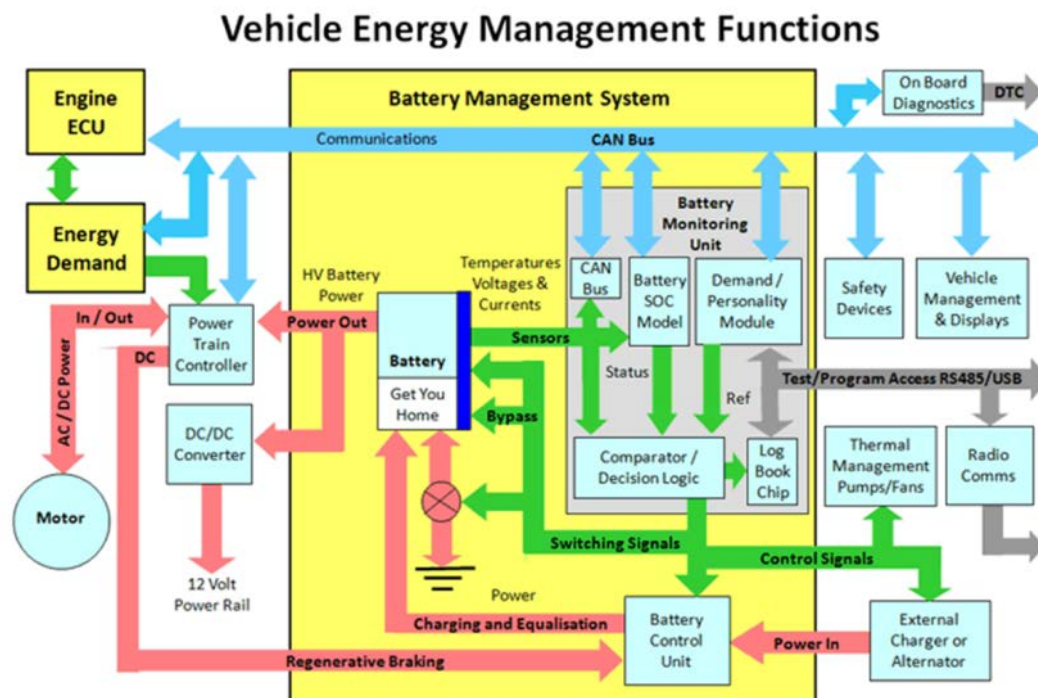 Vehicle Energy Management Functions
Engine
ECU
Battery Management System
On Board
Diagnostics
DTC
Communications
CAN Bus
Energy
Demand
Battery
Monitoring
Unit
HV Battery
Power
Temperatures
Voltages &
Currents
CAN
Bus
Battery
SOC
Model
Demand /
Personality
Module
Safety
Devices
Vehicle
Management
& Displays
In / Out
Power
Train
Controller
Power Out
Battery
Sensors
DC
AC / DC Power
Status
Ref
Test/Program Access RS485/USB
Get You
Home
Bypass
DC/DC
Converter
Comparator /
Decision Logic
Log
Book
Chip
Thermal
Management
Pumps/Fans
Radio
Comms
Motor
Switching Signals
Control Signals
12 Volt
Power Rail
Power
Charging and Equalisation
Battery
Control
Unit
Power In
External
Charger or
Alternator
Regenerative Braking